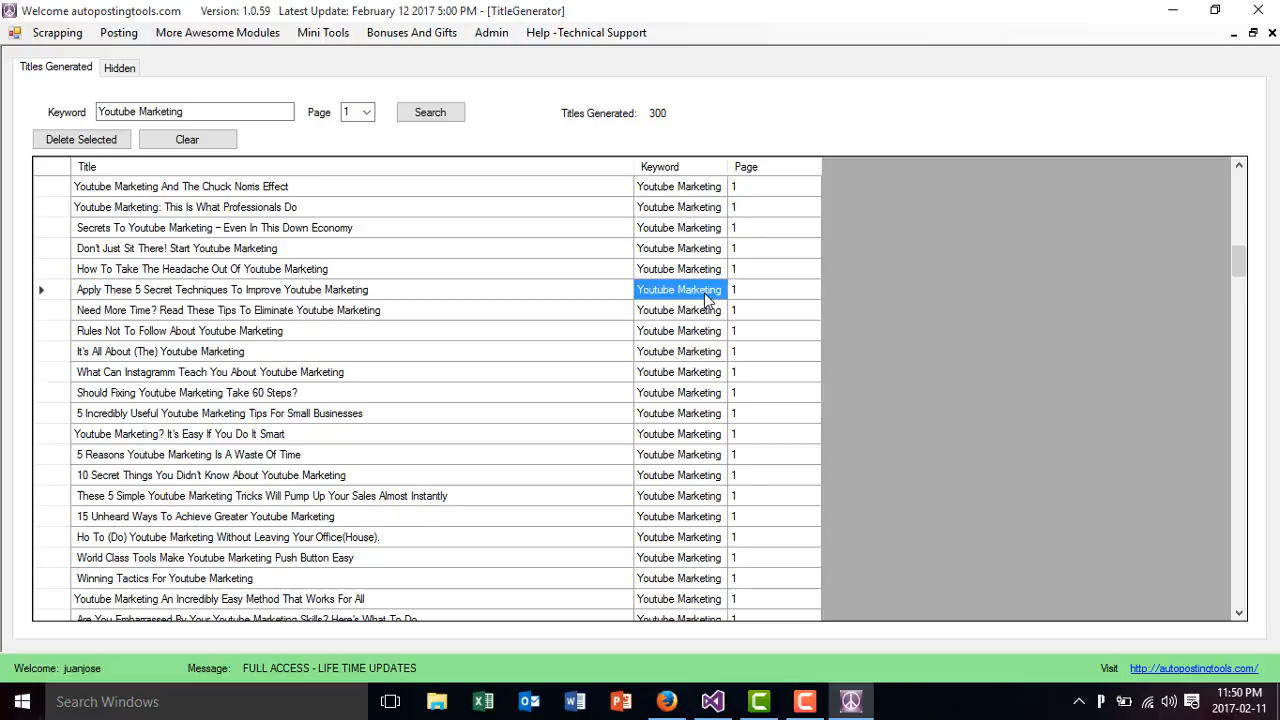 Welcome autopostingtools.com Version: 1.0.59 Latest Update: February 12 2017 5:00 PM - [TitleGenerator]
Scrapping Posting More Awesome Modules Mini Tools Bonuses And Gifts Admin Help -Technical Support
Titles Generated Hidden
Keyword Youtube Marketing Page 1 Search Titles Generated: 300
Delete Selected Clear
Title Keyword Page
Youtube Marketing And The Chuck Norris Effect Youtube Marketing 1
Youtube Marketing: This Is What Professionals Do Youtube Marketing 1
Secrets To Youtube Marketing – Even In This Down Economy Youtube Marketing 1
Don't Just Sit There! Start Youtube Marketing Youtube Marketing 1
How To Take The Headache Out Of Youtube Marketing Youtube Marketing 1
Apply These 5 Secret Techniques To Improve Youtube Marketing Youtube Marketing 1
Need More Time? Read These Tips To Eliminate Youtube Marketing Youtube Marketing 1
Rules Not To Follow About Youtube Marketing Youtube Marketing 1
It's All About (The) Youtube Marketing Youtube Marketing 1
What Can Instagramm Teach You About Youtube Marketing Youtube Marketing 1
Should Fixing Youtube Marketing Take 60 Steps? Youtube Marketing 1
5 Incredibly Useful Youtube Marketing Tips For Small Businesses Youtube Marketing 1
Youtube Marketing? It's Easy If You Do It Smart Youtube Marketing 1
5 Reasons Youtube Marketing Is A Waste Of Time Youtube Marketing 1
10 Secret Things You Didn't Know About Youtube Marketing Youtube Marketing 1
These 5 Simple Youtube Marketing Tricks Will Pump Up Your Sales Almost Instantly Youtube Marketing 1
15 Unheard Ways To Achieve Greater Youtube Marketing Youtube Marketing 1
Ho To (Do) Youtube Marketing Without Leaving Your Office(House). Youtube Marketing 1
World Class Tools Make Youtube Marketing Push Button Easy Youtube Marketing 1
Winning Tactics For Youtube Marketing Youtube Marketing 1
Youtube Marketing An Incredibly Easy Method That Works For All Youtube Marketing 1
Are You Embarrassed By Your Youtube Marketing Skills? Here's What To Do Youtube Marketing 1
Welcome: juanjose Message: FULL ACCESS - LIFE TIME UPDATES Visit http://autopostingtools.com/
Search Windows 11:50 PM
2017-02-11